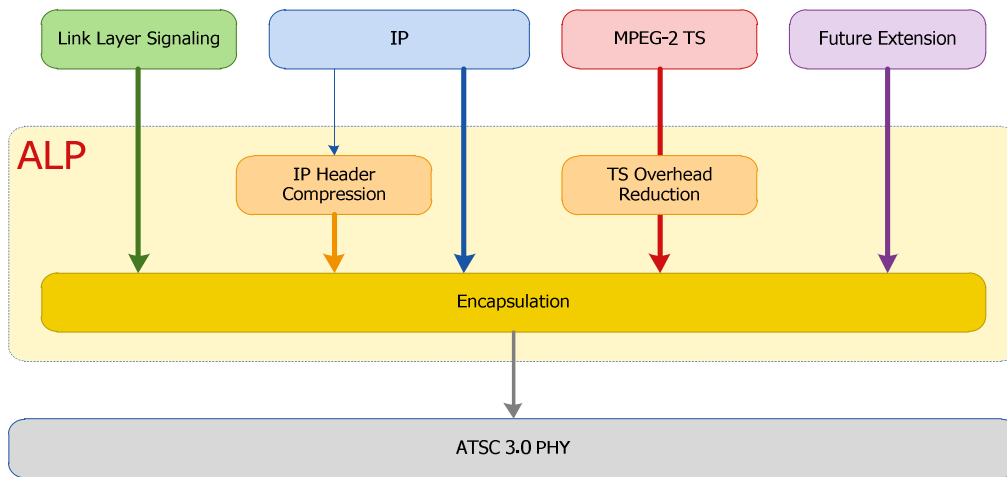 Link Layer Signaling
IP
MPEG-2 TS
Future Extension
ALP
IP Header
Compression
TS Overhead
Reduction
Encapsulation
ATSC 3.0 PHY